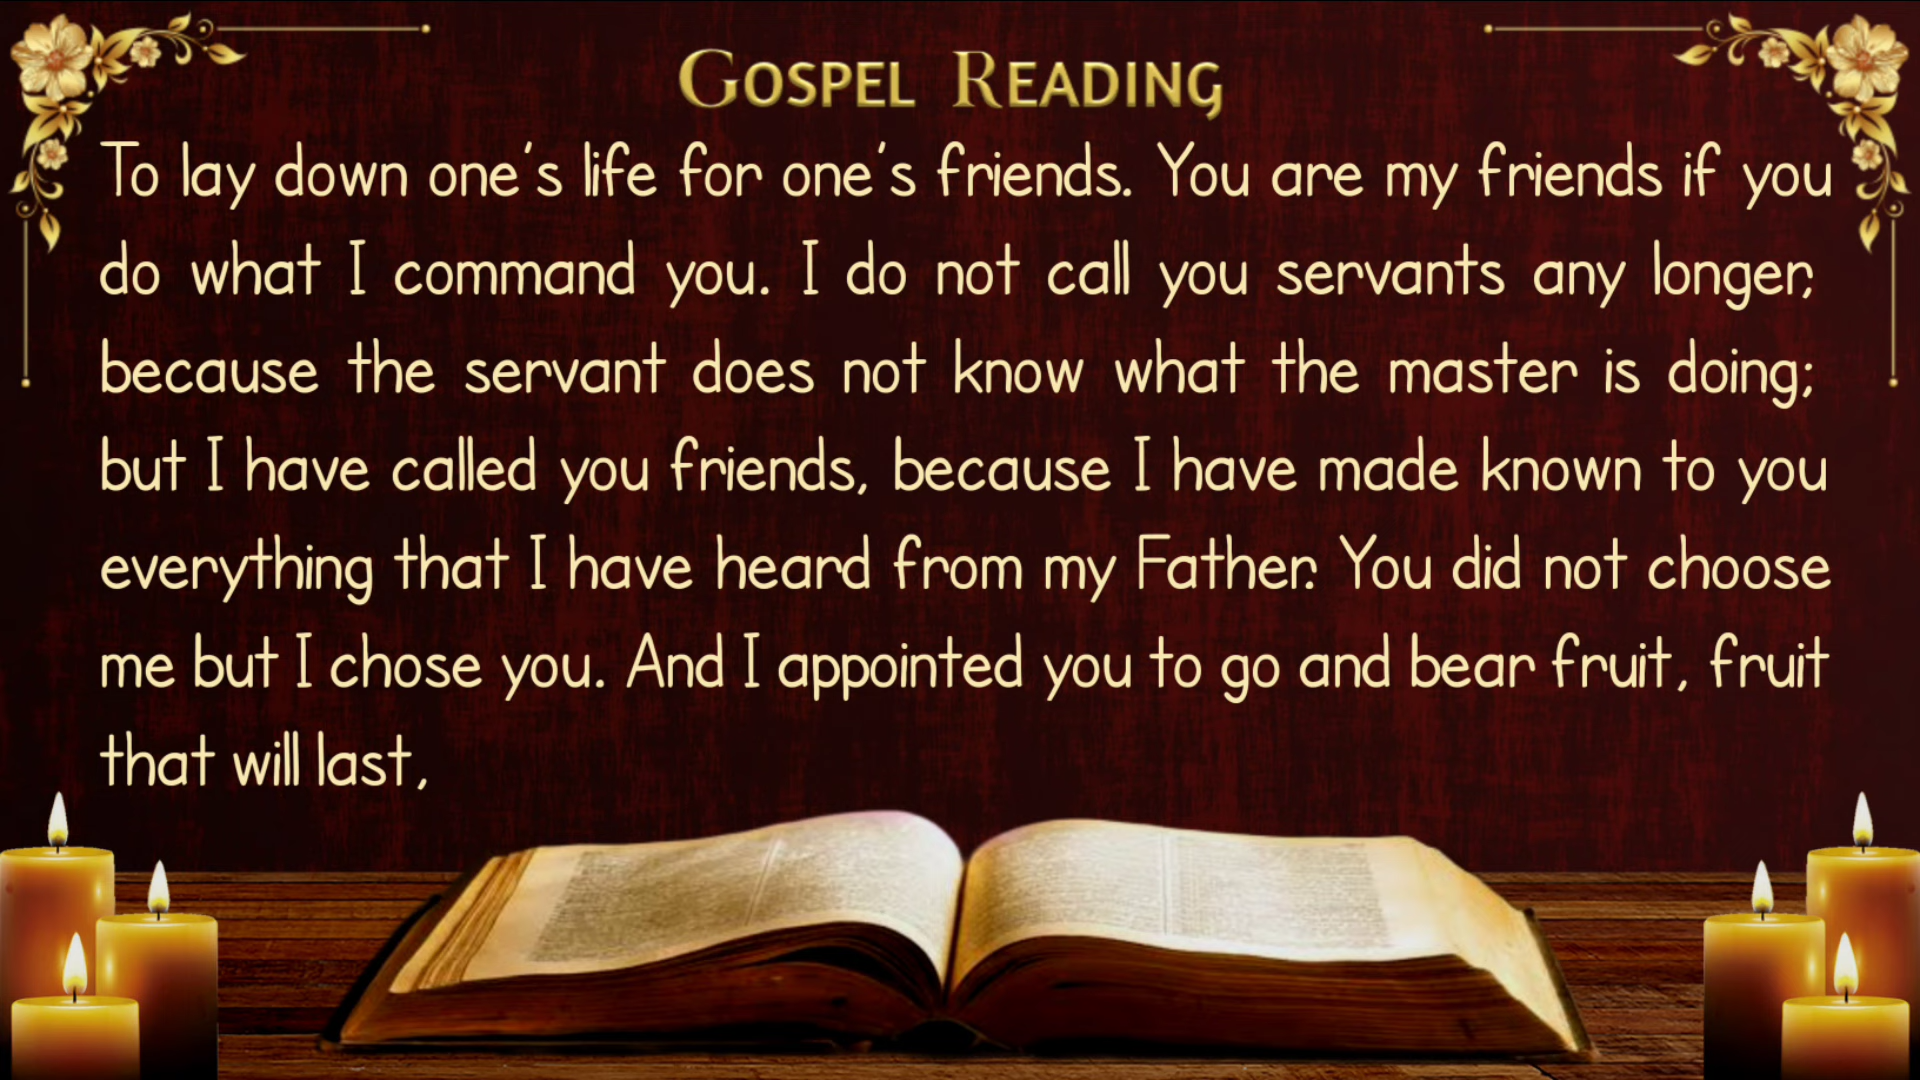 Gospel Reading
To lay down one's life for one's friends. You are my friends if you
do what I command you. I do not call you servants any longer,
because the servant does not know what the master is doing;
but I have called you friends, because I have made known to you
everything that I have heard from my Father. You did not choose
me but I chose you. And I appointed you to go and bear fruit, fruit
that will last,